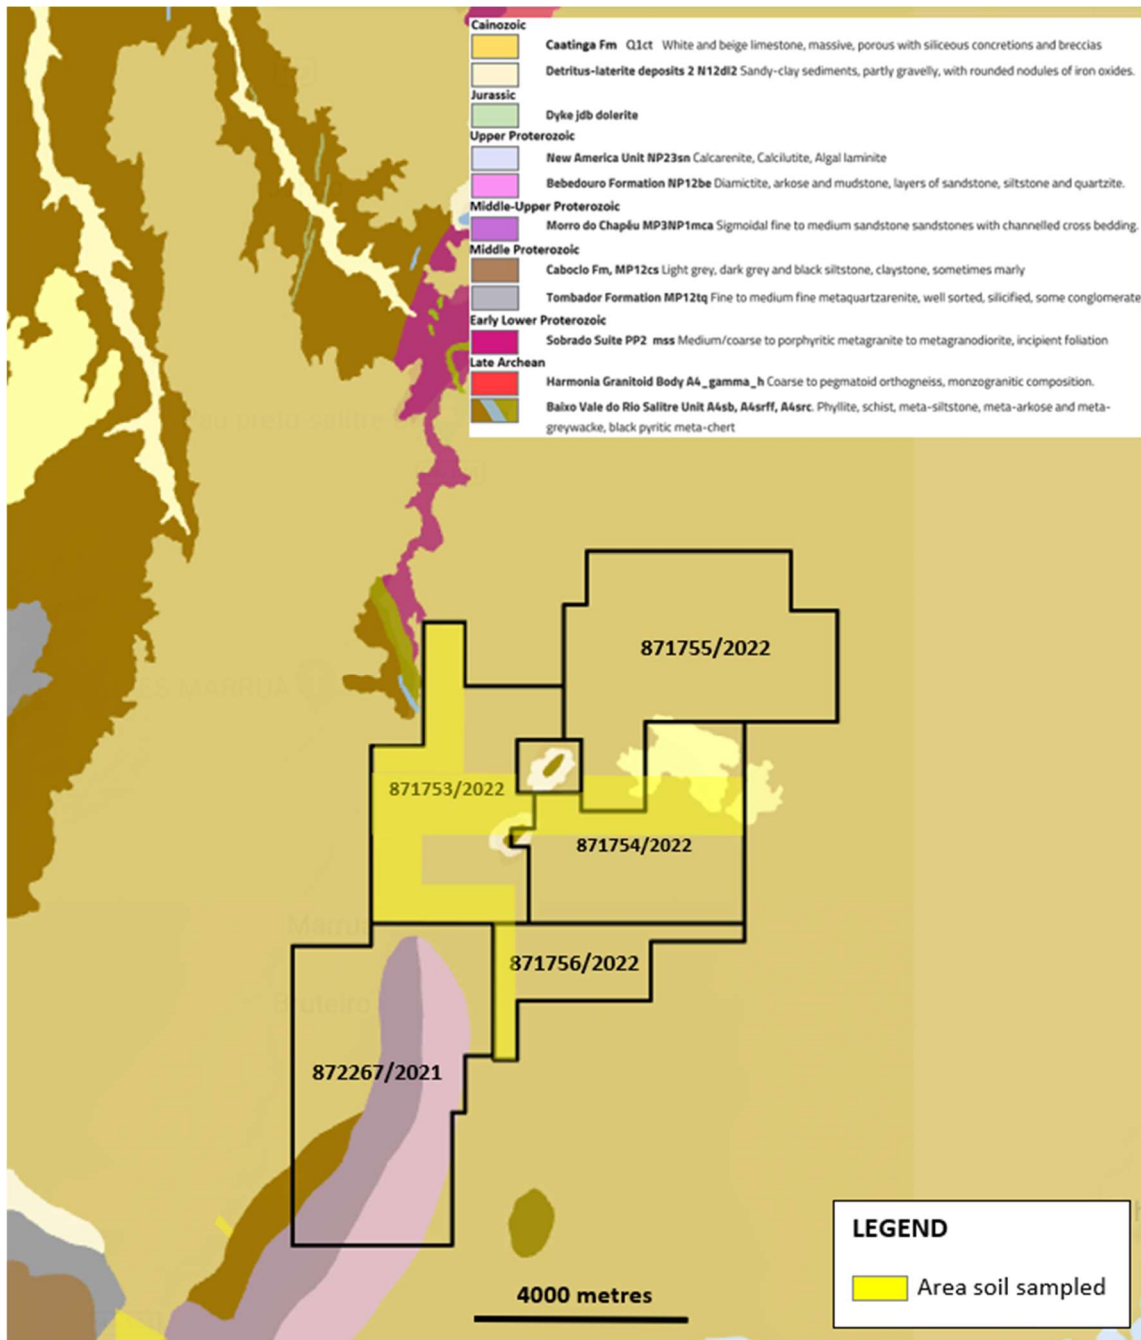 Cainozoic
Caatinga Fm Q1ct White and beige limestone, massive, porous with siliceous concretions and breccias
Detritus-laterite deposits 2 N12dl2 Sandy-clay sediments, partly gravelly, with rounded nodules of iron oxides.
Jurassic
Dyke jdb dolerite
Upper Proterozoic
New America Unit NP23sn Calcarenite, Calcilutite, Algal laminite
Bebedouro Formation NP12be Diamictite, arkose and mudstone, layers of sandstone, siltstone and quartzite.
Middle-Upper Proterozoic
Morro do Chapéu MP3NP1mca Sigmoidal fine to medium sandstone sandstones with channelled cross bedding.
Middle Proterozoic
Caboclo Fm, MP12cs Light grey, dark grey and black siltstone, claystone, sometimes marly
Tombador Formation MP12tq Fine to medium fine metaquartzarenite, well sorted, silicified, some conglomerate
Early Lower Proterozoic
Sobrado Suite PP2 mss Medium/coarse to porphyritic metagranite to metagranodiorite, incipient foliation
Late Archean
Harmonia Granitoid Body A4_gamma_h Coarse to pegmatoid orthogneiss, monzogranitic composition.
Baixo Vale do Rio Salitre Unit A4sb, A4srff, A4src. Phyllite, schist, meta-siltstone, meta-arkose and meta-
greywacke, black pyritic meta-chert
871755/2022
871753/2022
871754/2022
871756/2022
872267/2021
4000 metres
LEGEND
Area soil sampled